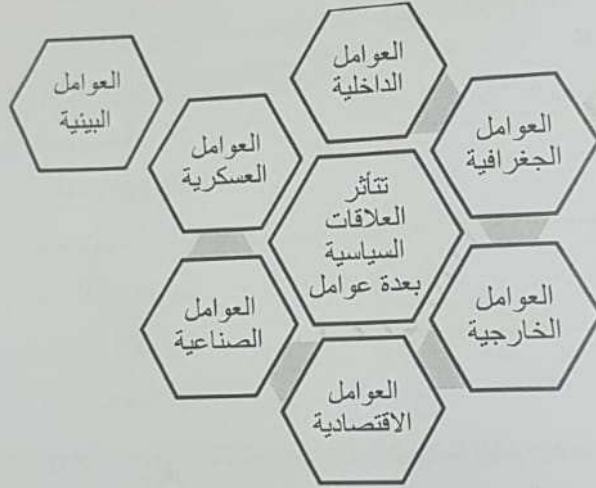 العوامل
الداخلية
العوامل
الجغرافية
العوامل
الخارجية
العوامل
الاقتصادية
العوامل
الصناعية
العوامل
العسكرية
العوامل
البينية
تتأثر
العلاقات
السياسية
بعدة عوامل